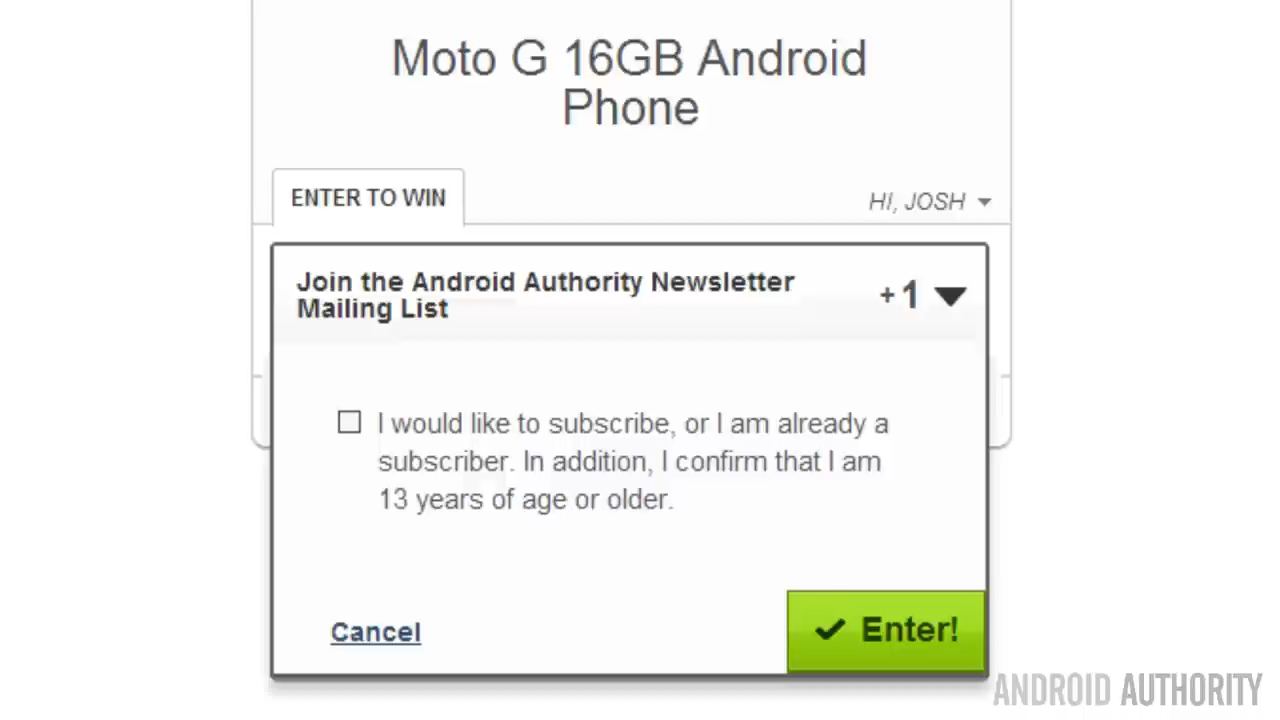 Moto G 16GB Android
Phone
ENTER TO WIN
HI, JOSH
Join the Android Authority Newsletter
Mailing List
+1
I would like to subscribe, or I am already a
subscriber. In addition, I confirm that I am
13 years of age or older.
Cancel
Enter!
ANDROID AUTHORITY